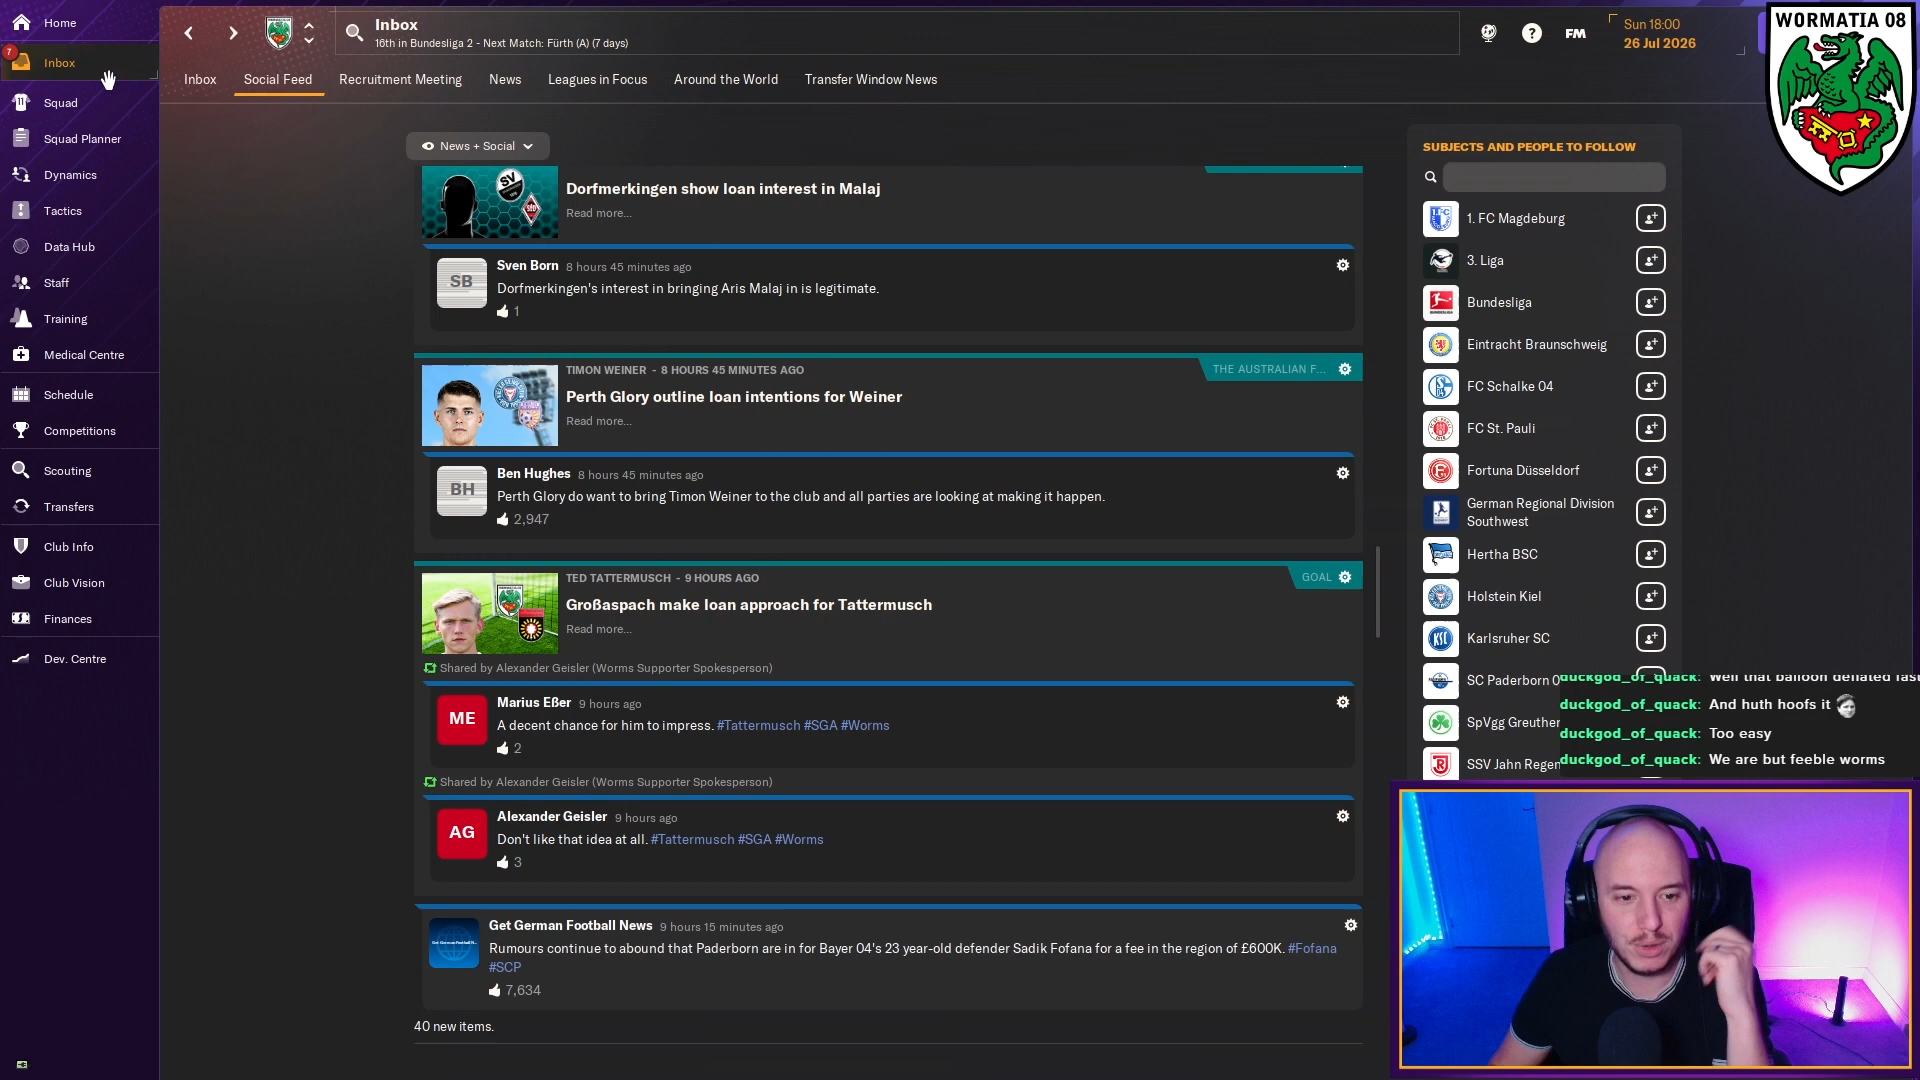 Home
7
Inbox
Squad
Squad Planner
Dynamics
Tactics
Data Hub
Staff
Training
Medical Centre
Schedule
Competitions
Scouting
Transfers
Club Info
Club Vision
Finances
Dev. Centre
Inbox
16th in Bundesliga 2 - Next Match: Fürth (A) (7 days)
?
FM
Sun 18:00
26 Jul 2026
WORMATIA 08
Inbox
Social Feed
Recruitment Meeting
News
Leagues in Focus
Around the World
Transfer Window News
News + Social
Dorfmerkingen show loan interest in Malaj
Read more...
SB
Sven Born 8 hours 45 minutes ago
Dorfmerkingen's interest in bringing Aris Malaj in is legitimate.
1
TIMON WEINER - 8 HOURS 45 MINUTES AGO
THE AUSTRALIAN F...
Perth Glory outline loan intentions for Weiner
Read more...
BH
Ben Hughes 8 hours 45 minutes ago
Perth Glory do want to bring Timon Weiner to the club and all parties are looking at making it happen.
2,947
TED TATTERMUSCH - 9 HOURS AGO
GOAL
Großaspach make loan approach for Tattermusch
Read more...
Shared by Alexander Geisler (Worms Supporter Spokesperson)
ME
Marius Eßer 9 hours ago
A decent chance for him to impress. #Tattermusch #SGA #Worms
2
Shared by Alexander Geisler (Worms Supporter Spokesperson)
AG
Alexander Geisler 9 hours ago
Don't like that idea at all. #Tattermusch #SGA #Worms
3
Get German Football News 9 hours 15 minutes ago
Rumours continue to abound that Paderborn are in for Bayer 04's 23 year-old defender Sadik Fofana for a fee in the region of £600K. #Fofana
#SCP
7,634
40 new items.
SUBJECTS AND PEOPLE TO FOLLOW
1. FC Magdeburg
3. Liga
Bundesliga
Eintracht Braunschweig
FC Schalke 04
FC St. Pauli
Fortuna Düsseldorf
German Regional Division
Southwest
Hertha BSC
Holstein Kiel
Karlsruher SC
SC Paderborn 0
SpVgg Greuther
SSV Jahn Regen
duckgod_of_quack: Well that balloon deflated fast
duckgod_of_quack: And huth hoofs it
duckgod_of_quack: Too easy
duckgod_of_quack: We are but feeble worms